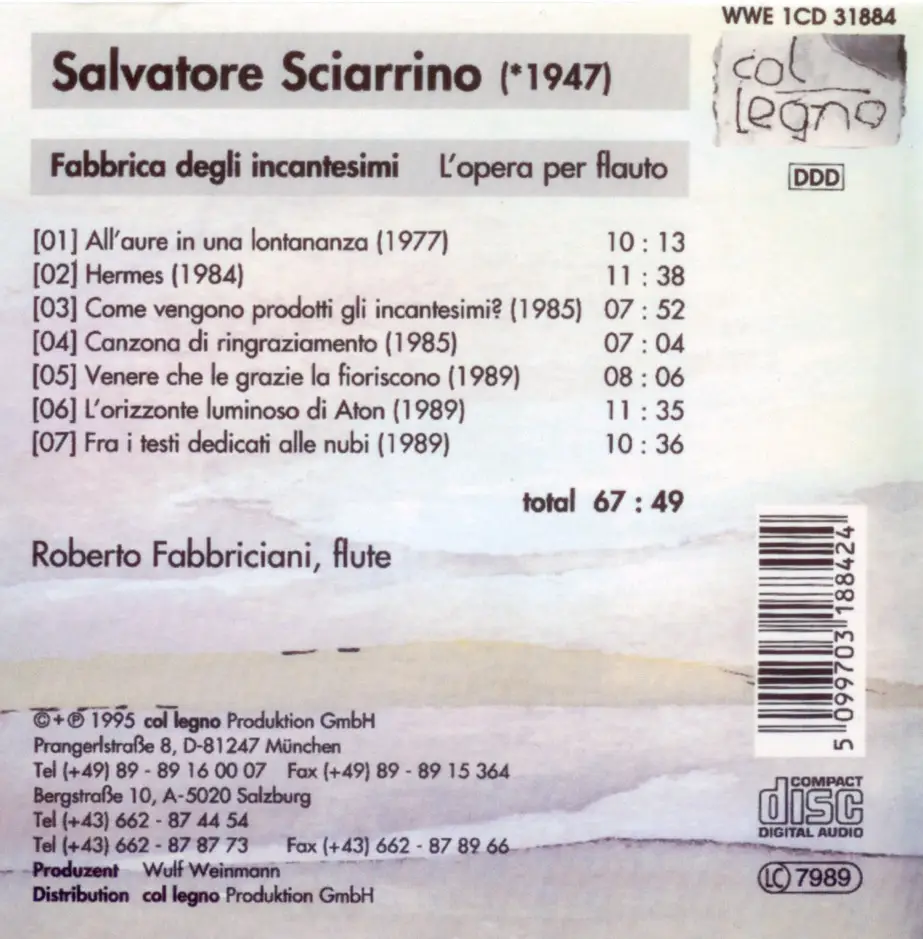 WWE 1CD 31884
col
legno
Salvatore Sciarrino (*1947)
DDD
Fabbrica degli incantesimi L'opera per flauto
[01] All'aure in una lontananza (1977) 10 : 13
[02] Hermes (1984) 11 : 38
[03] Come vengono prodotti gli incantesimi? (1985) 07 : 52
[04] Canzona di ringraziamento (1985) 07 : 04
[05] Venere che le grazie la fioriscono (1989) 08 : 06
[06] L'orizzonte luminoso di Aton (1989) 11 : 35
[07] Fra i testi dedicati alle nubi (1989) 10 : 36
total 67 : 49
Roberto Fabbriciani, flute
5 099703 188424
©+℗ 1995 col legno Produktion GmbH
Prangerlstraße 8, D-81247 München
Tel (+49) 89 - 89 16 00 07 Fax (+49) 89 - 89 15 364
Bergstraße 10, A-5020 Salzburg
Tel (+43) 662 - 87 44 54
Tel (+43) 662 - 87 87 73 Fax (+43) 662 - 87 89 66
Produzent Wulf Weinmann
Distribution col legno Produktion GmbH
COMPACT
disc
DIGITAL AUDIO
LC 7989